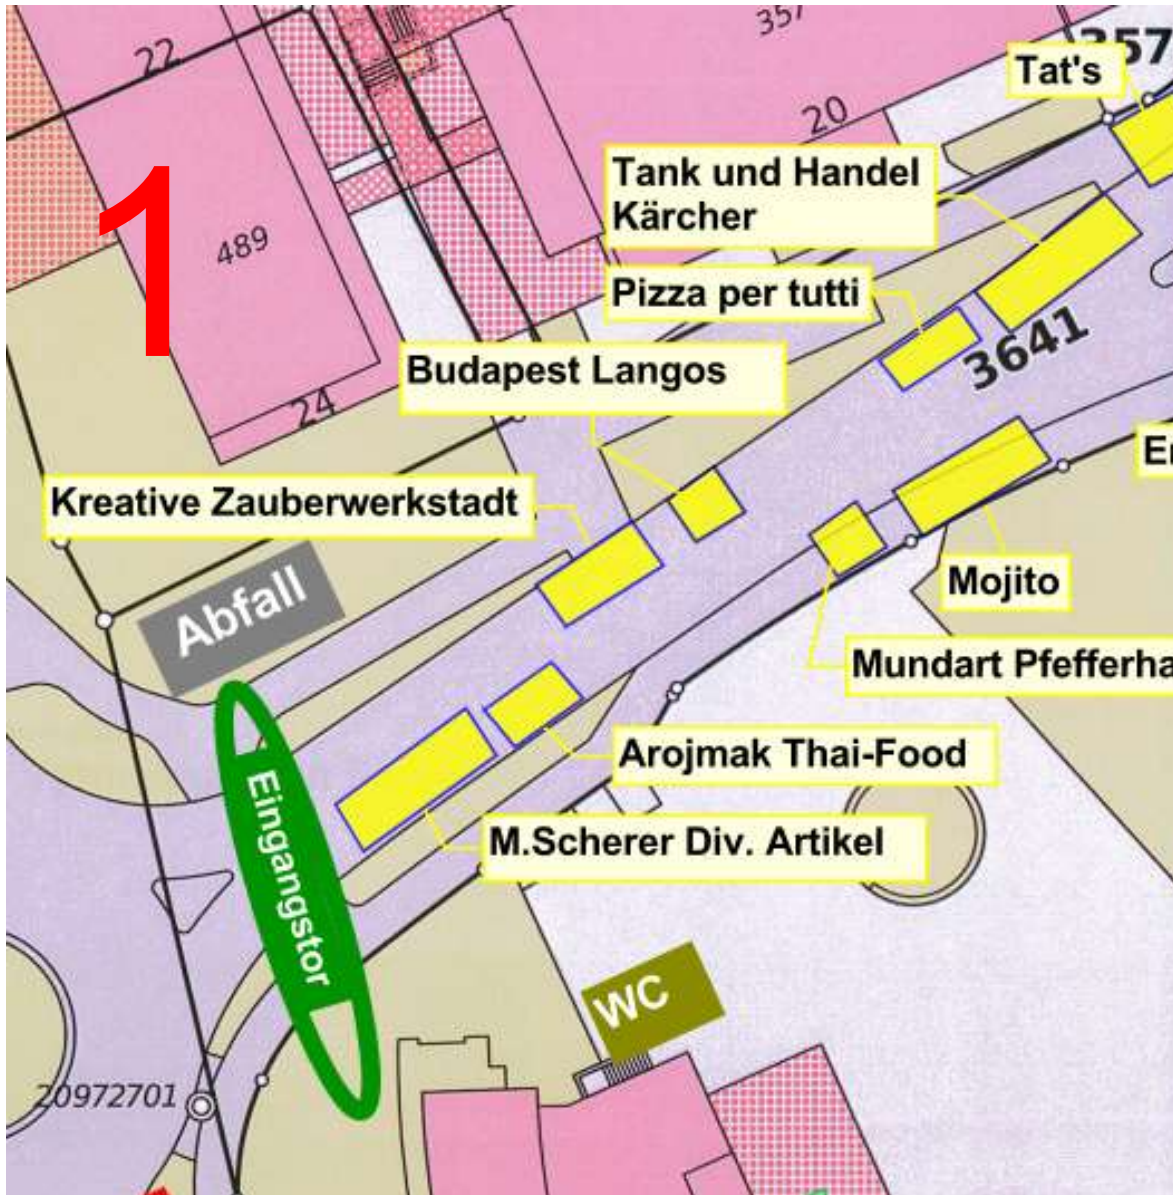 357
22
357
Tat's
20
1
Tank und Handel
Kärcher
489
Pizza per tutti
3641
Budapest Langos
24
Kreative Zauberwerkstadt
Abfall
Mojito
Mundart Pfefferha
Arojmak Thai-Food
Eingangstor
M.Scherer Div. Artikel
WC
20972701